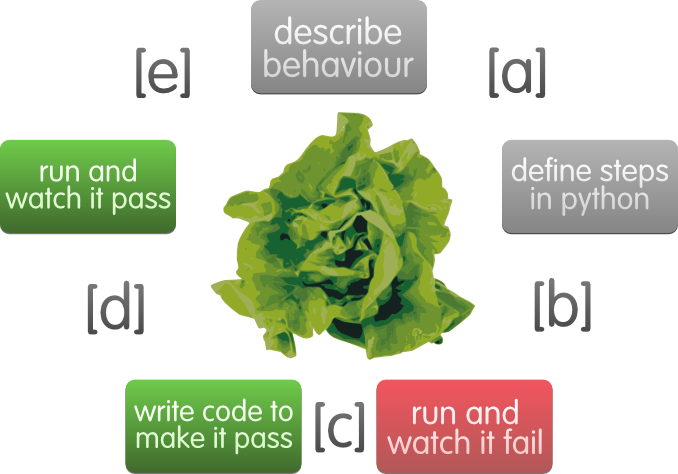 describe
behaviour
[a]
define steps
in python
[b]
run and
watch it fail
[c]
write code to
make it pass
[d]
run and
watch it pass
[e]